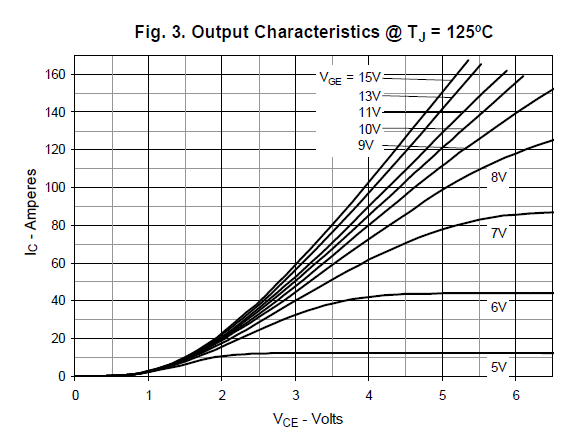 Fig. 3. Output Characteristics @ TJ = 125ºC
IC - Amperes
160
140
120
100
80
60
40
20
0
VGE = 15V
13V
11V
10V
9V
8V
7V
6V
5V
0 1 2 3 4 5 6
VCE - Volts